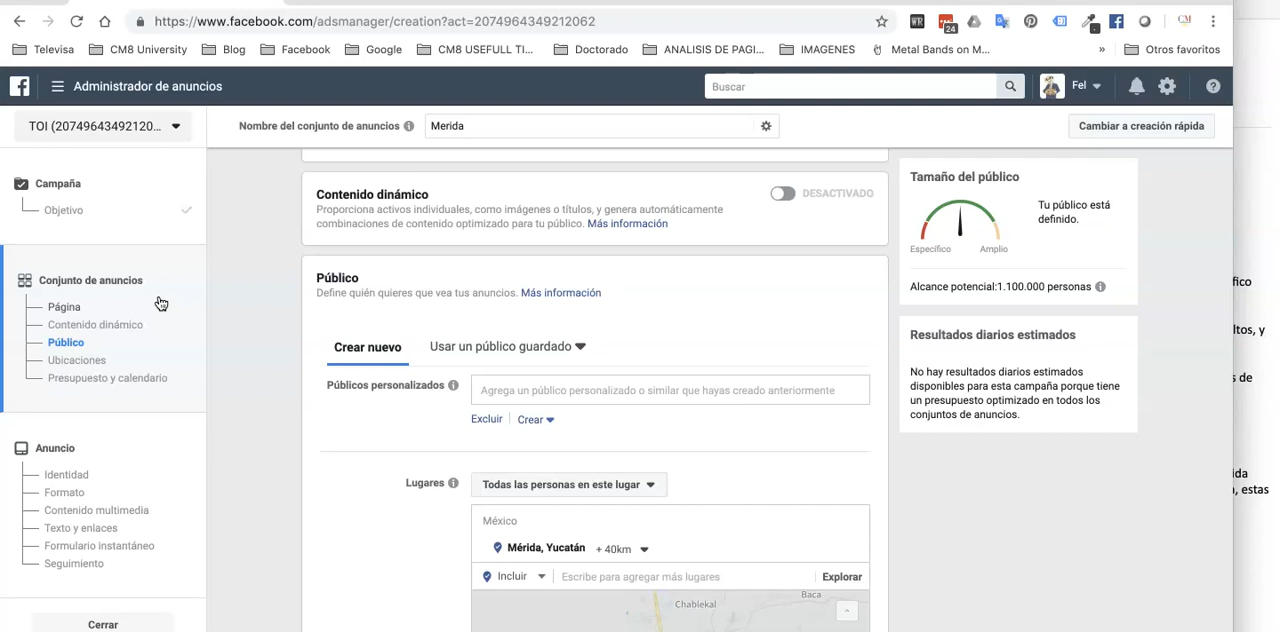 https://www.facebook.com/adsmanager/creation?act=2074964349212062
WR
24
CM
Televisa
CM8 University
Blog
Facebook
Google
CM8 USEFULL TI...
Doctorado
ANALISIS DE PAGI...
IMAGENES
Metal Bands on M...
»
Otros favoritos
Administrador de anuncios
Buscar
Fel
TOI (20749643492120...
Nombre del conjunto de anuncios
Merida
Cambiar a creación rápida
Campaña
Objetivo
Conjunto de anuncios
Página
Contenido dinámico
Público
Ubicaciones
Presupuesto y calendario
Anuncio
Identidad
Formato
Contenido multimedia
Texto y enlaces
Formulario instantáneo
Seguimiento
Cerrar
Contenido dinámico
DESACTIVADO
Proporciona activos individuales, como imágenes o títulos, y genera automáticamente
combinaciones de contenido optimizado para tu público. Más información
Público
Define quién quieres que vea tus anuncios. Más información
Crear nuevo
Usar un público guardado
Públicos personalizados
Agrega un público personalizado o similar que hayas creado anteriormente
Excluir
Crear
Lugares
Todas las personas en este lugar
México
Mérida, Yucatán + 40km
Incluir
Escribe para agregar más lugares
Explorar
Baca
Chablekal
Tamaño del público
Tu público está
definido.
Específico
Amplio
Alcance potencial:1.100.000 personas
Resultados diarios estimados
No hay resultados diarios estimados
disponibles para esta campaña porque tiene
un presupuesto optimizado en todos los
conjuntos de anuncios.
fico
ltos, y
s de
ida
, estas